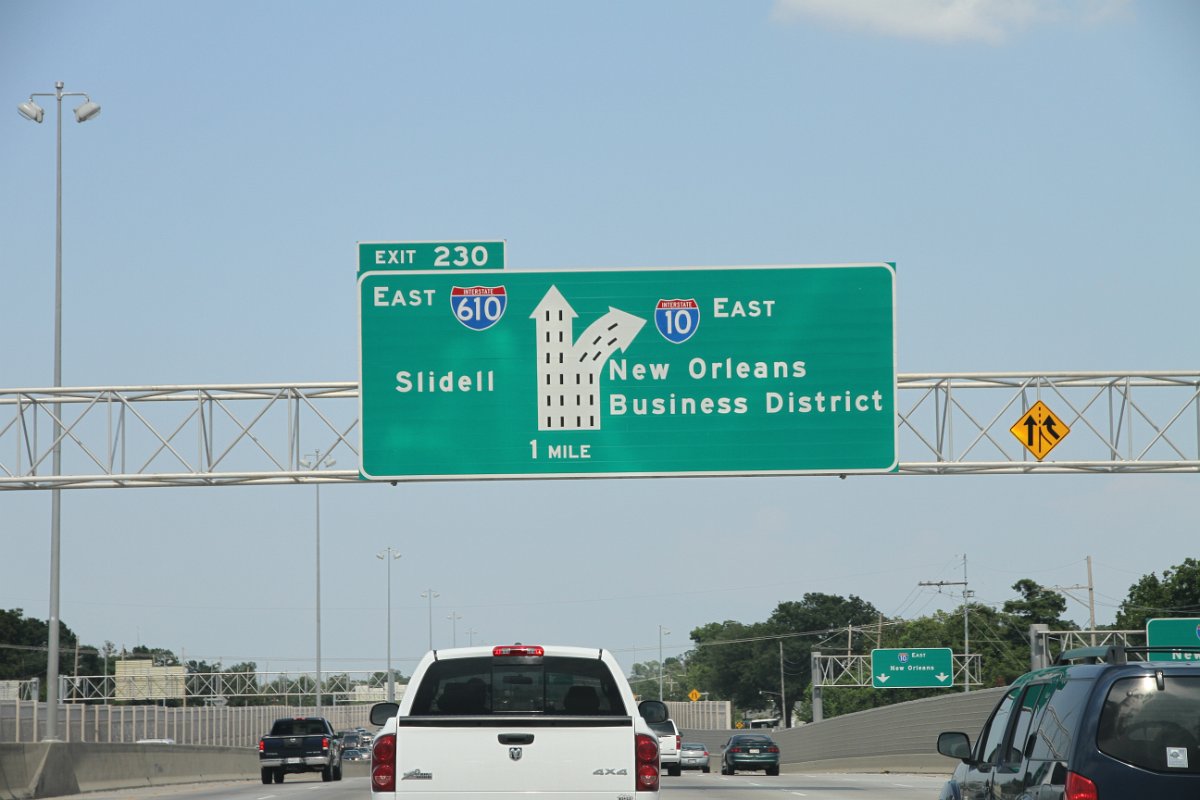 EXIT 230
EAST INTERSTATE 610
INTERSTATE 10 EAST
Slidell
New Orleans
Business District
1 MILE
10 EAST
New Orleans
4X4